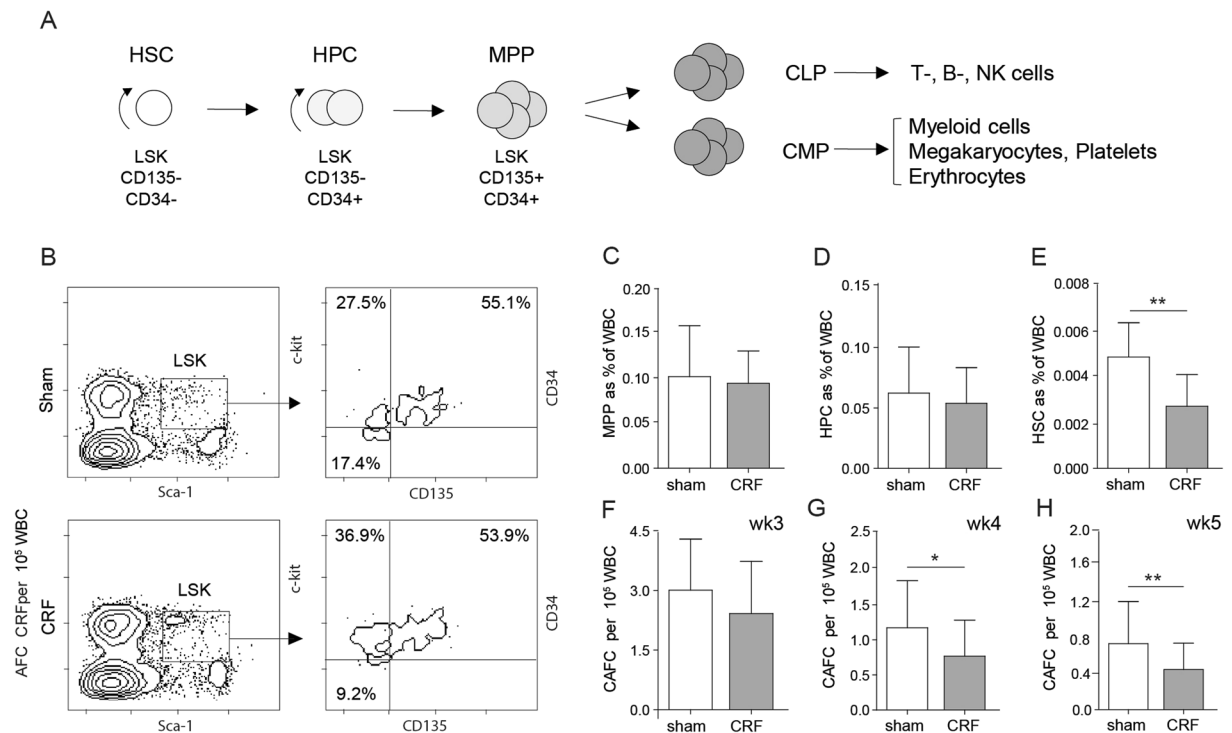 A
HSC
HPC
MPP
LSK
CD135-
CD34-
LSK
CD135-
CD34+
LSK
CD135+
CD34+
CLP
T-, B-, NK cells
CMP
Myeloid cells
Megakaryocytes, Platelets
Erythrocytes
B
Sham
LSK
c-kit
Sca-1
27.5%
55.1%
17.4%
CD34
CD135
AFC CRFper 10⁵ WBC
CRF
LSK
c-kit
Sca-1
36.9%
53.9%
9.2%
CD34
CD135
C
MPP as % of WBC
0.20
0.15
0.10
0.05
0.00
sham CRF
D
HPC as % of WBC
0.15
0.10
0.05
0.00
sham CRF
E
HSC as % of WBC
0.008
0.006
0.004
0.002
0.000
**
sham CRF
F
wk3
CAFC per 10⁵ WBC
4.5
3.0
1.5
0.0
sham CRF
G
wk4
CAFC per 10⁵ WBC
2.5
2.0
1.5
1.0
0.5
0.0
*
sham CRF
H
wk5
CAFC per 10⁵ WBC
2.0
1.6
1.2
0.8
0.4
0.0
**
sham CRF